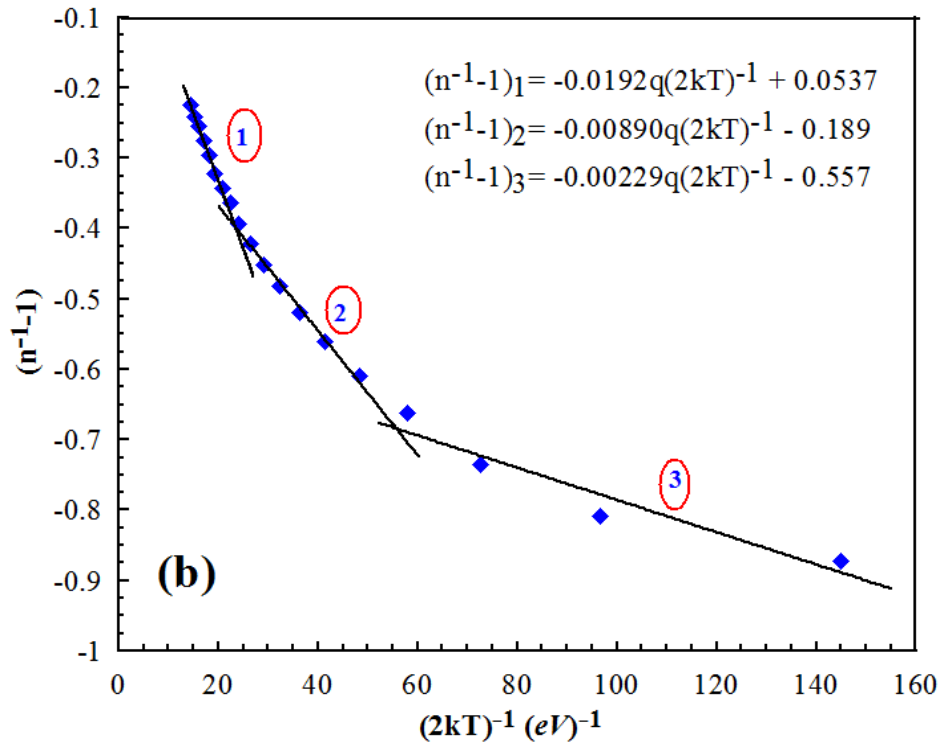 -0.1
(n⁻¹-1)₁= -0.0192q(2kT)⁻¹ + 0.0537
(n⁻¹-1)₂= -0.00890q(2kT)⁻¹ - 0.189
(n⁻¹-1)₃= -0.00229q(2kT)⁻¹ - 0.557
-0.2
1
-0.3
-0.4
-0.5
2
(n⁻¹-1)
-0.6
-0.7
3
-0.8
(b)
-0.9
-1
0 20 40 60 80 100 120 140 160
(2kT)⁻¹ (eV)⁻¹